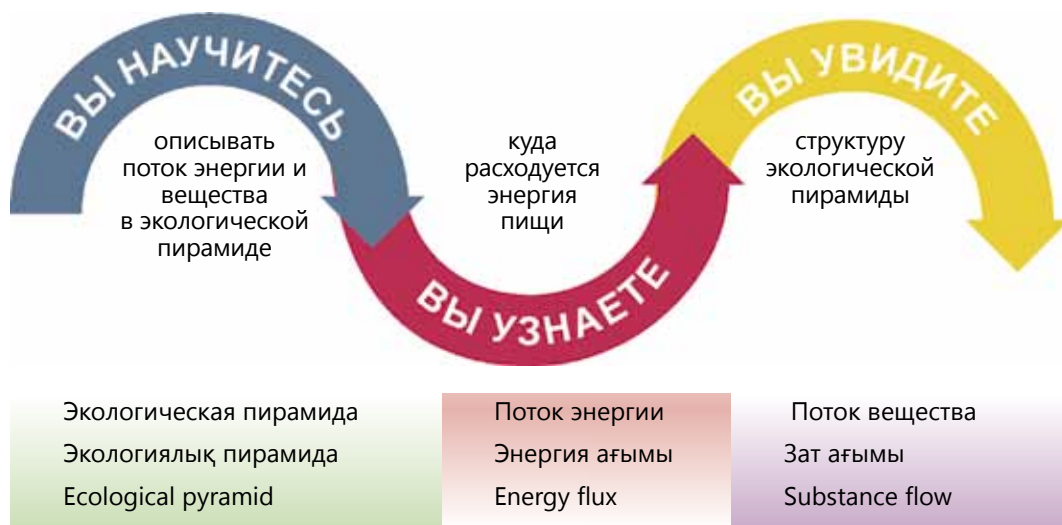 ВЫ НАУЧИТЕСЬ
описывать
поток энергии и
вещества
в экологической
пирамиде
ВЫ УЗНАЕТЕ
куда
расходуется
энергия
пищи
ВЫ УВИДИТЕ
структуру
экологической
пирамиды
Экологическая пирамида
Экологиялық пирамида
Ecological pyramid
Поток энергии
Энергия ағымы
Energy flux
Поток вещества
Зат ағымы
Substance flow